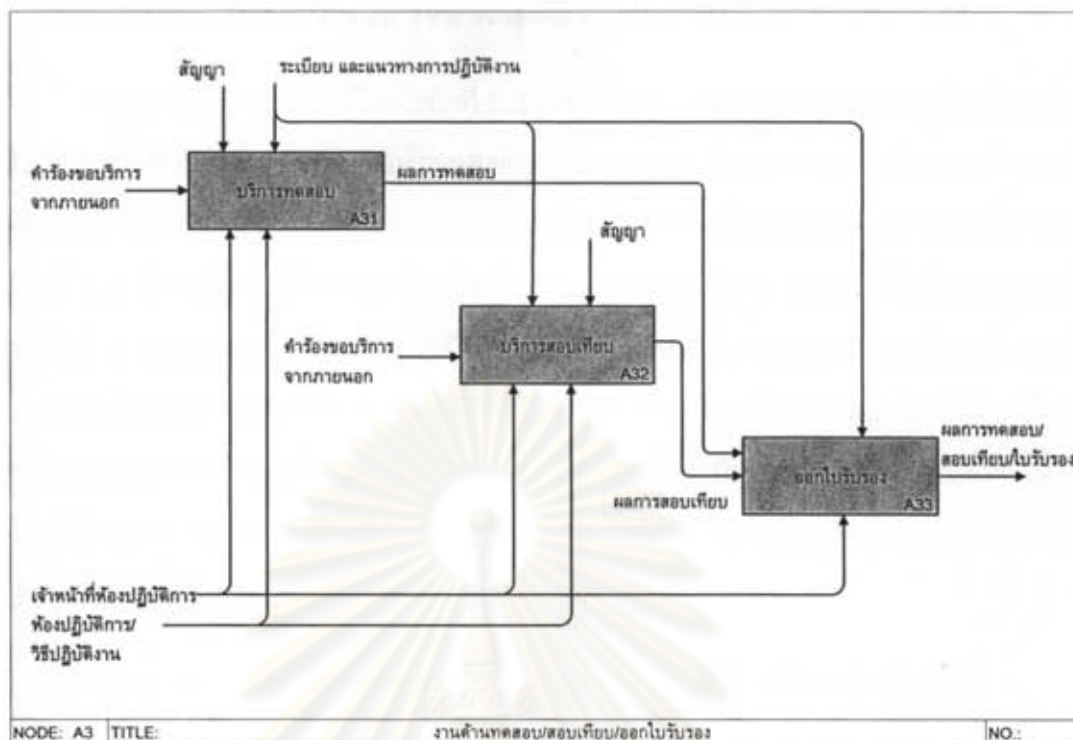 สัญญา
ระเบียบ และแนวทางการปฏิบัติงาน
คำร้องขอบริการ
จากภายนอก
บริการทดสอบ
A31
ผลการทดสอบ
สัญญา
คำร้องขอบริการ
จากภายนอก
บริการสอบเทียบ
A32
ผลการทดสอบ/
สอบเทียบ/ใบรับรอง
ออกใบรับรอง
A33
ผลการสอบเทียบ
เจ้าหน้าที่ห้องปฏิบัติการ
ห้องปฏิบัติการ/
วิธีปฏิบัติงาน
NODE: A3 TITLE: งานด้านทดสอบ/สอบเทียบ/ออกใบรับรอง NO.: